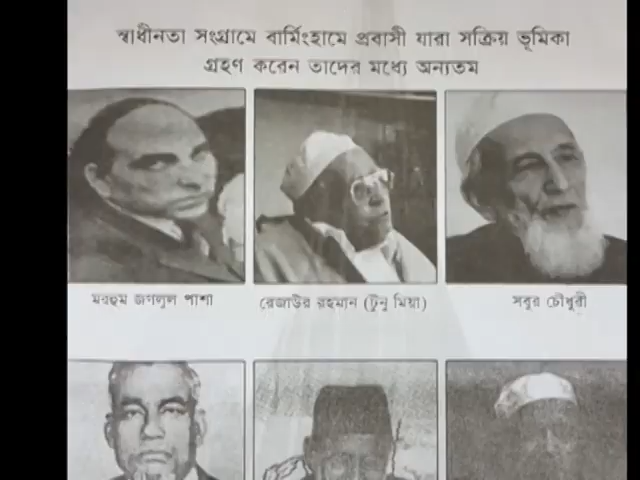 স্বাধীনতা সংগ্রামে বার্মিংহামে প্রবাসী যারা সক্রিয় ভূমিকা
গ্রহণ করেন তাদের মধ্যে অন্যতম
মরহুম জগলুল পাশা
রেজাউর রহমান (টুনু মিয়া)
সবুর চৌধুরী